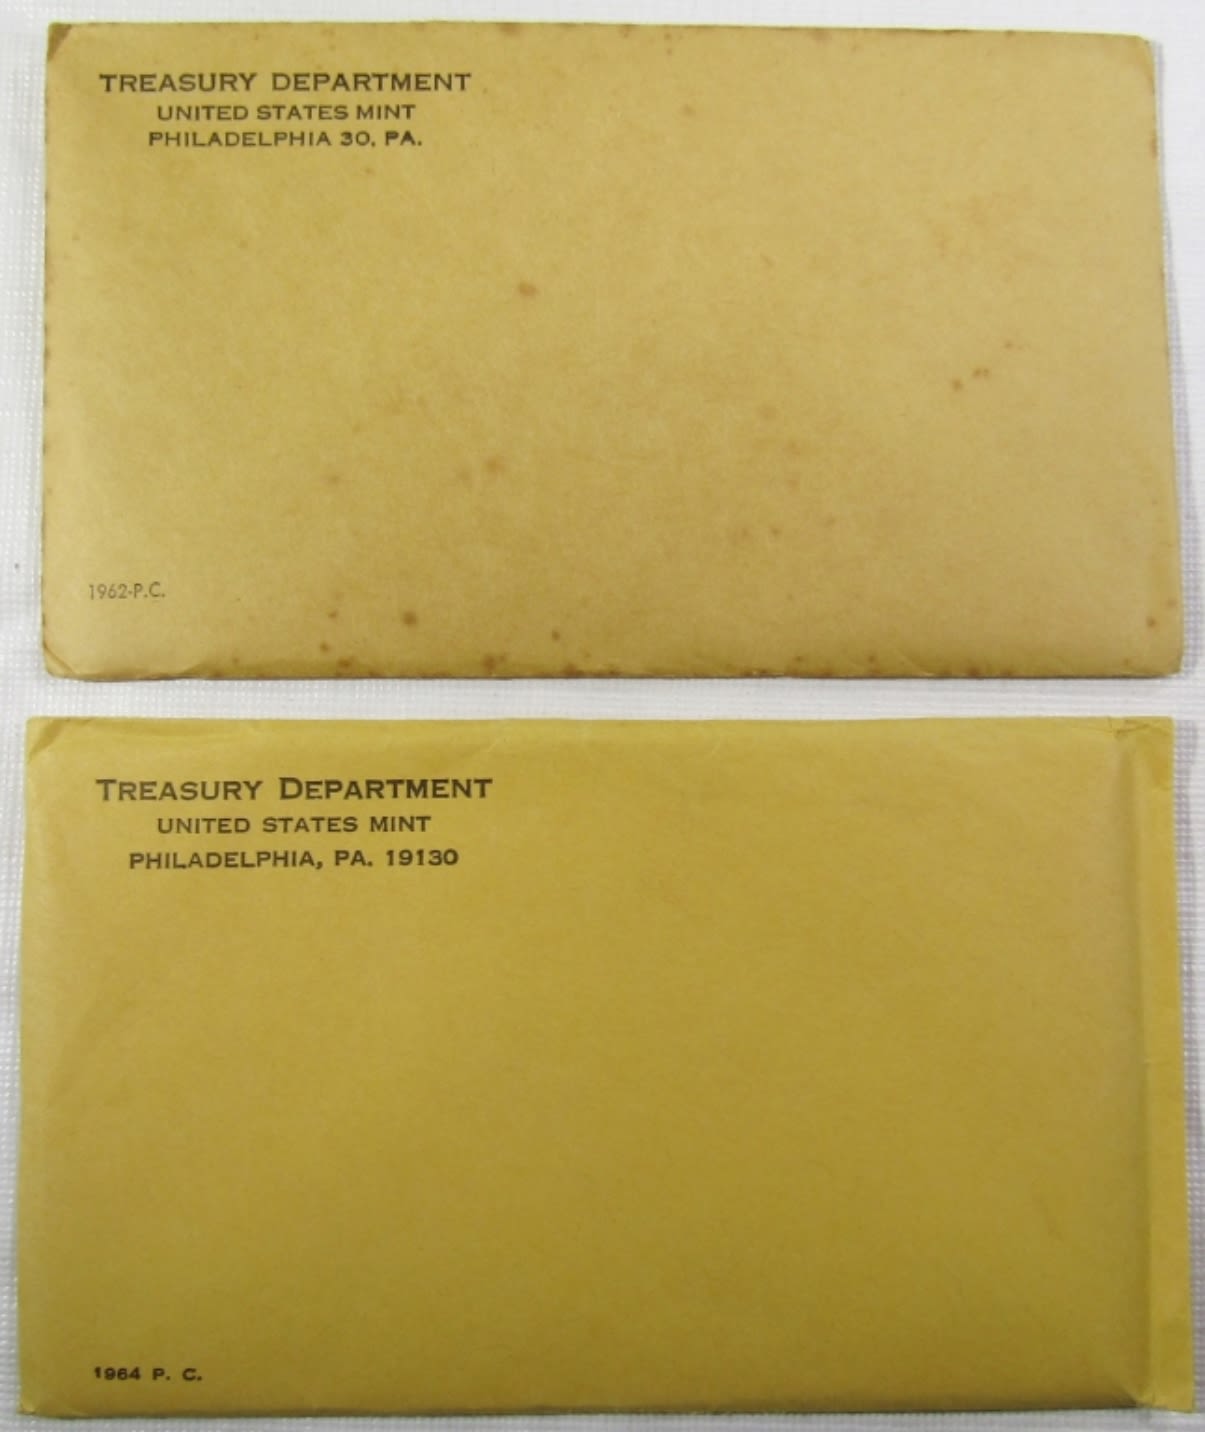 TREASURY DEPARTMENT
UNITED STATES MINT
PHILADELPHIA 30, PA.
1962-P.C.
TREASURY DEPARTMENT
UNITED STATES MINT
PHILADELPHIA, PA. 19130
1964 P. C.